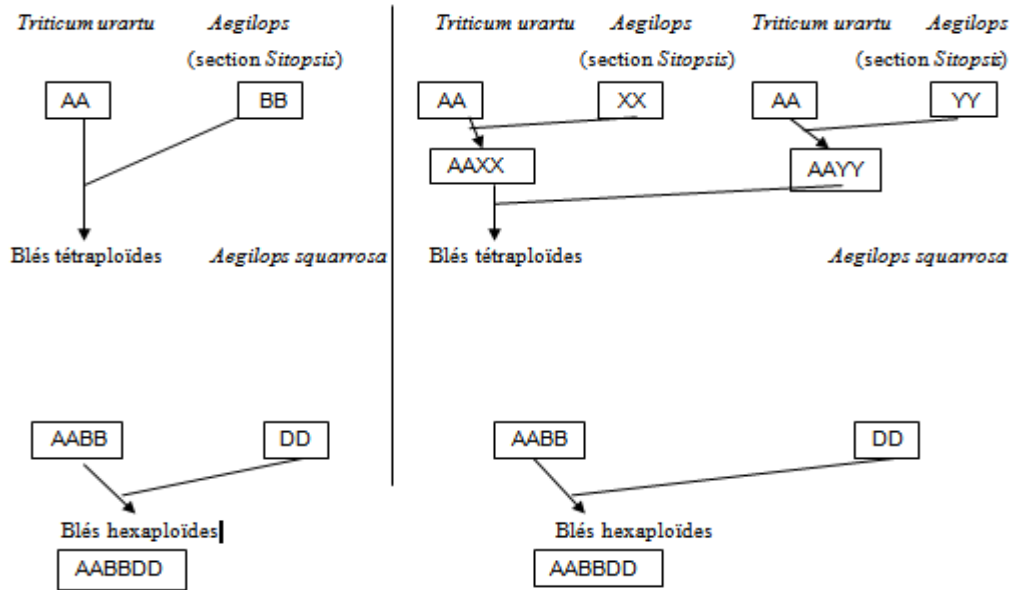 Triticum urartu Aegilops
(section Sitopsis)
AA BB
Blés tétraploïdes Aegilops squarrosa
AABB DD
Blés hexaploïdes
AABBDD
Triticum urartu Aegilops Triticum urartu Aegilops
(section Sitopsis) (section Sitopsis)
AA XX AA YY
AAXX AAYY
Blés tétraploïdes Aegilops squarrosa
AABB DD
Blés hexaploïdes
AABBDD